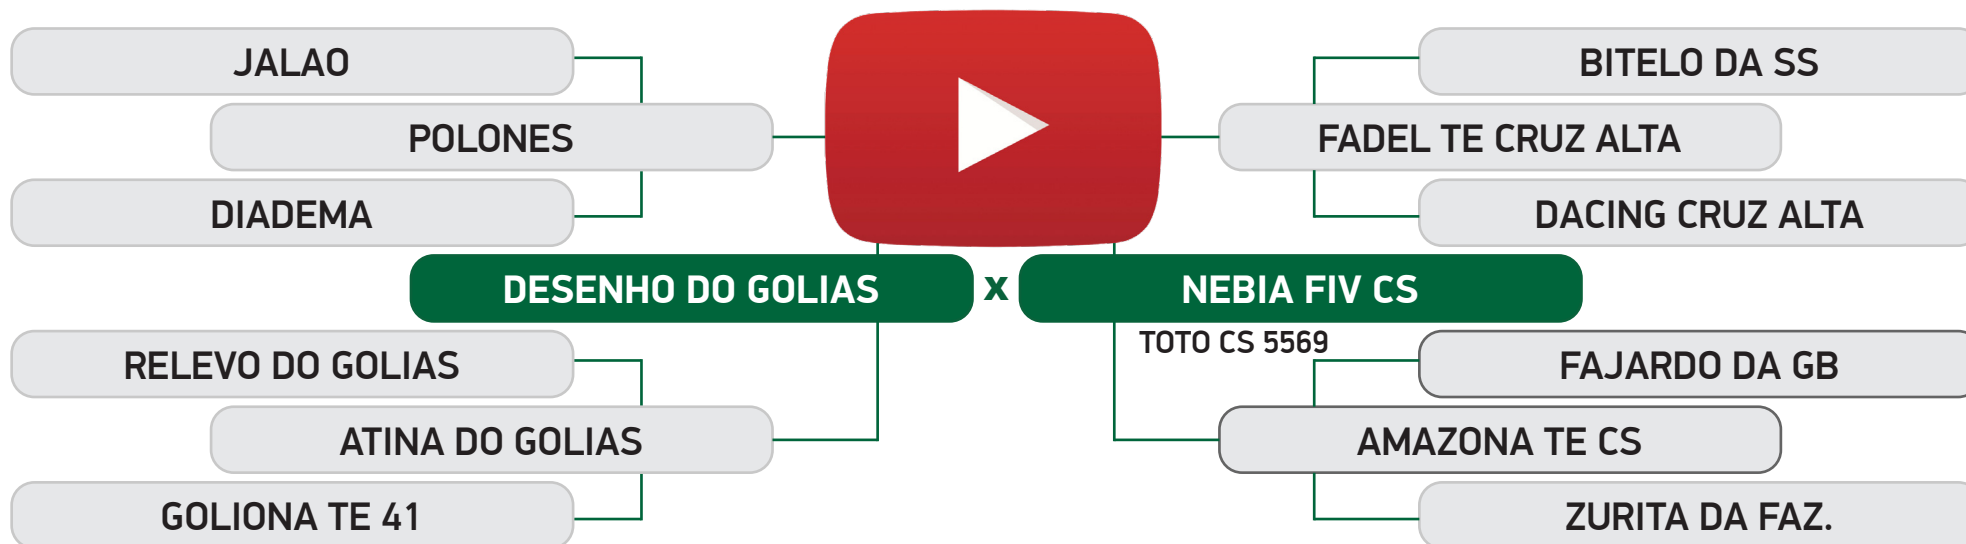 JALAO
BITELO DA SS
POLONES
FADEL TE CRUZ ALTA
DIADEMA
DACING CRUZ ALTA
DESENHO DO GOLIAS x NEBIA FIV CS
TOTO CS 5569
RELEVO DO GOLIAS
FAJARDO DA GB
ATINA DO GOLIAS
AMAZONA TE CS
GOLIONA TE 41
ZURITA DA FAZ.